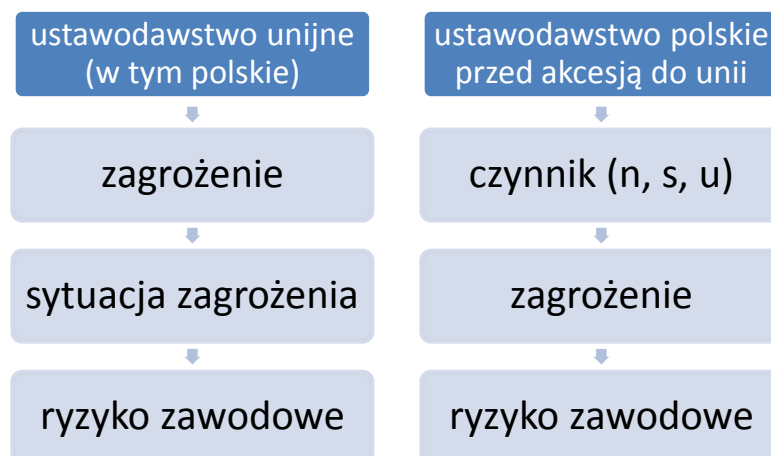 ustawodawstwo unijne
(w tym polskie)
zagrożenie
sytuacja zagrożenia
ryzyko zawodowe
ustawodawstwo polskie
przed akcesją do unii
czynnik (n, s, u)
zagrożenie
ryzyko zawodowe